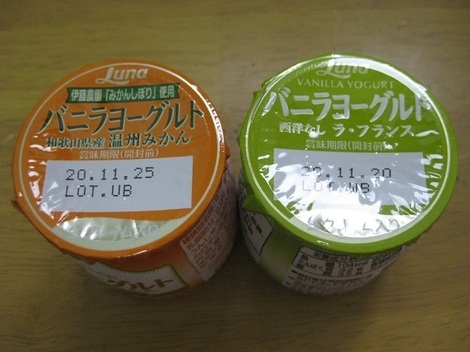 Luna
伊藤農園「みかんしぼり」使用
バニラヨーグルト
和歌山県産 温州みかん
賞味期限(開封前)
20.11.25
LOT.UB
Luna
VANILLA YOGURT
バニラヨーグルト
西洋なし ラ・フランス
賞味期限(開封前)
20.11.20